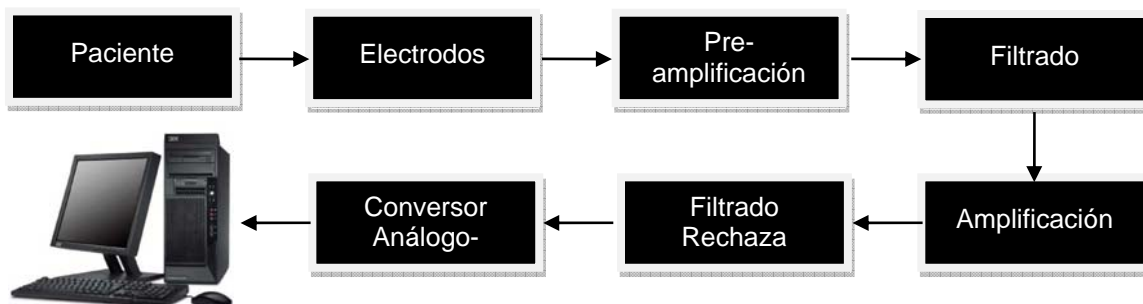 Paciente
Electrodos
Pre-
amplificación
Filtrado
Amplificación
Filtrado
Rechaza
Conversor
Análogo-